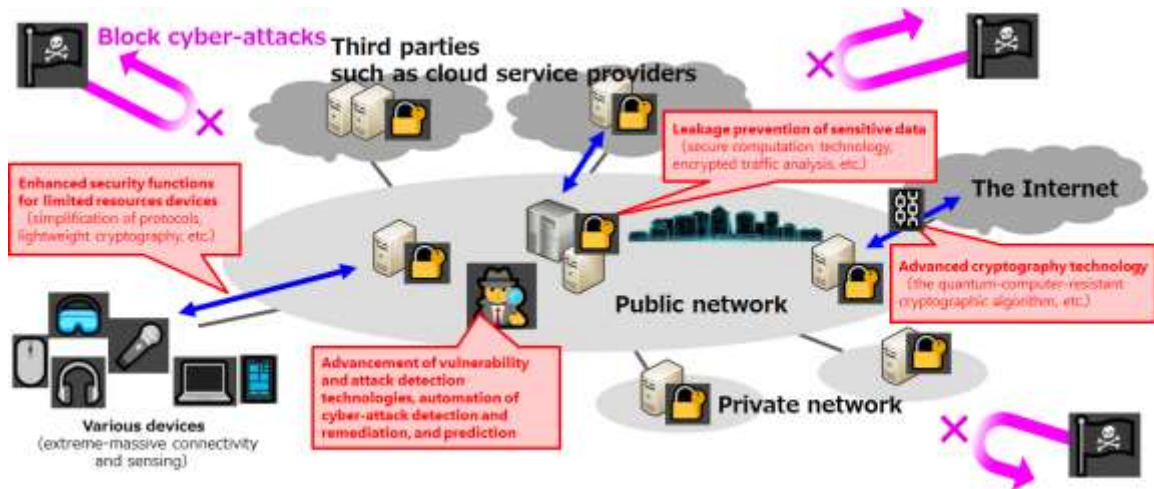 Block cyber-attacks
Third parties
such as cloud service providers
Leakage prevention of sensitive data
(secure computation technology,
encrypted traffic analysis, etc.)
Enhanced security functions
for limited resources devices
(simplification of protocols,
lightweight cryptography, etc.)
The Internet
Advanced cryptography technology
(the quantum-computer-resistant
cryptographic algorithm, etc.)
Public network
Advancement of vulnerability
and attack detection
technologies, automation of
cyber-attack detection and
remediation, and prediction
Private network
Various devices
(extreme-massive connectivity
and sensing)